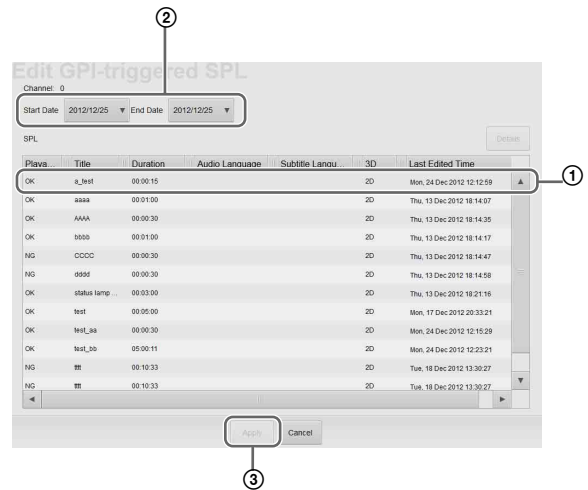 ②
Edit GPI-triggered SPL
Channel: 0
Start Date 2012/12/25 ▼ End Date 2012/12/25 ▼
SPL Details
Playa... Title Duration Audio Language Subtitle Langu... 3D Last Edited Time
①
OK a_test 00:00:15 2D Mon, 24 Dec 2012 12:12:59
OK aaaa 00:01:00 2D Thu, 13 Dec 2012 18:14:07
OK AAAA 00:00:30 2D Thu, 13 Dec 2012 18:14:35
OK bbbb 00:01:00 2D Thu, 13 Dec 2012 18:14:17
NG CCCC 00:00:30 2D Thu, 13 Dec 2012 18:14:47
NG dddd 00:00:30 2D Thu, 13 Dec 2012 18:14:58
OK status lamp ... 00:03:00 2D Thu, 13 Dec 2012 18:21:16
OK test 00:05:00 2D Mon, 17 Dec 2012 20:33:21
OK test_aa 00:00:30 2D Mon, 24 Dec 2012 12:15:29
OK test_bb 05:00:11 2D Mon, 24 Dec 2012 12:23:21
NG tttt 00:10:33 2D Tue, 18 Dec 2012 13:30:27
NG tttt 00:10:33 2D Tue, 18 Dec 2012 13:30:27
Apply Cancel
③